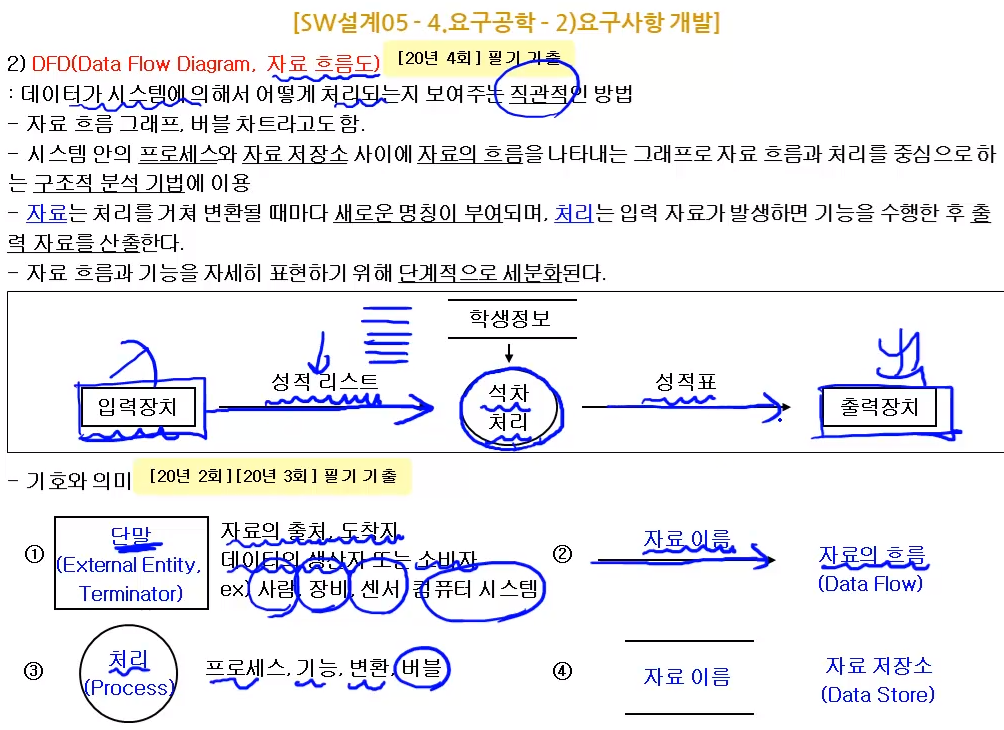 [SW설계05 - 4.요구공학 - 2)요구사항 개발]
2) DFD(Data Flow Diagram, 자료 흐름도) [20년 4회] 필기 기출
: 데이터가 시스템에 의해서 어떻게 처리되는지 보여주는 직관적인 방법
- 자료 흐름 그래프, 버블 차트라고도 함.
- 시스템 안의 프로세스와 자료 저장소 사이에 자료의 흐름을 나타내는 그래프로 자료 흐름과 처리를 중심으로 하
는 구조적 분석 기법에 이용
- 자료는 처리를 거쳐 변환될 때마다 새로운 명칭이 부여되며, 처리는 입력 자료가 발생하면 기능을 수행한 후 출
력 자료를 산출한다.
- 자료 흐름과 기능을 자세히 표현하기 위해 단계적으로 세분화된다.
학생정보
입력장치
성적 리스트
석차
처리
성적표
출력장치
- 기호와 의미 [20년 2회][20년 3회] 필기 기출
① 단말
(External Entity,
Terminator)
자료의 출처, 도착지
데이터의 생산자 또는 소비자
ex) 사람, 장비, 센서 컴퓨터 시스템
② 자료 이름
자료의 흐름
(Data Flow)
③ 처리
(Process)
프로세스, 기능, 변환, 버블
④ 자료 이름
자료 저장소
(Data Store)